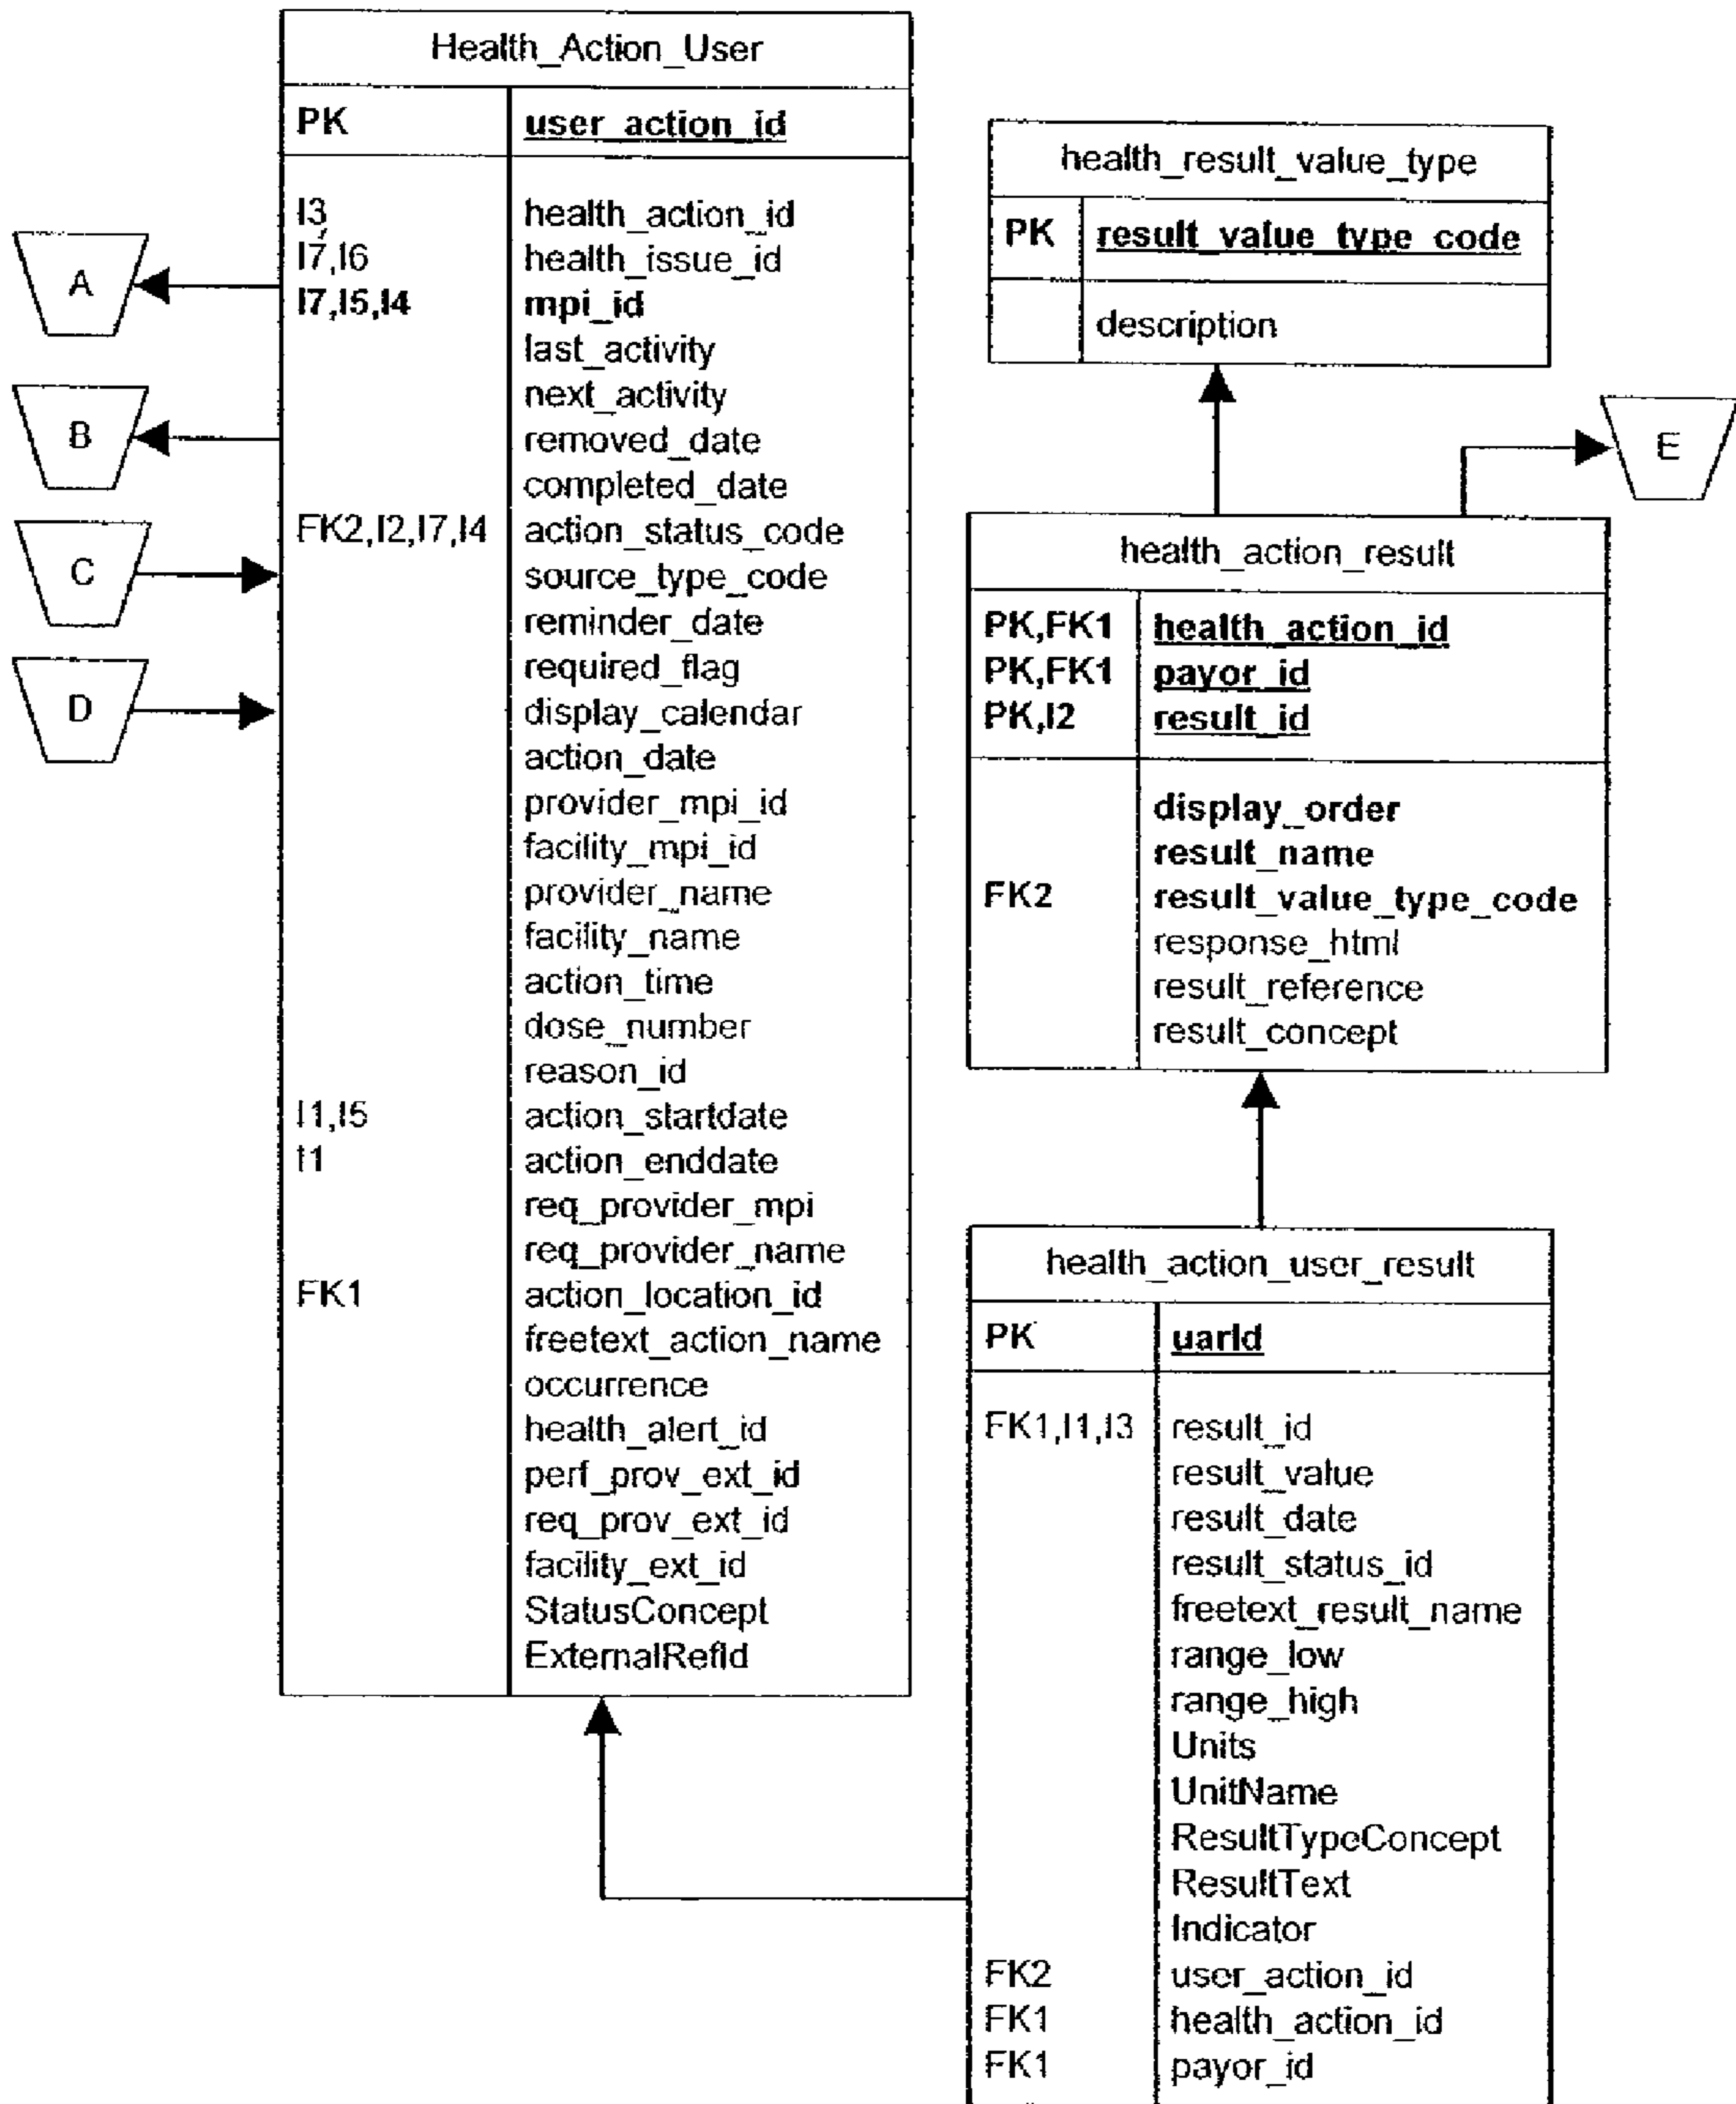 Health_Action_User
PK user_action_id
I3, health_action_id
I7,I6 health_issue_id
I7,I5,I4 mpi_id
last_activity
next_activity
removed_date
completed_date
FK2,I2,I7,I4 action_status_code
source_type_code
reminder_date
required_flag
display_calendar
action_date
provider_mpi_id
facility_mpi_id
provider_name
facility_name
action_time
dose_number
reason_id
I1,I5 action_startdate
I1 action_enddate
req_provider_mpi
req_provider_name
FK1 action_location_id
freetext_action_name
occurrence
health_alert_id
perf_prov_ext_id
req_prov_ext_id
facility_ext_id
StatusConcept
ExternalRefId
A
B
C
D
health_result_value_type
PK result_value_type_code
description
E
health_action_result
PK,FK1 health_action_id
PK,FK1 payor_id
PK,I2 result_id
display_order
result_name
FK2 result_value_type_code
response_html
result_reference
result_concept
health_action_user_result
PK uarId
FK1,I1,I3 result_id
result_value
result_date
result_status_id
freetext_result_name
range_low
range_high
Units
UnitName
ResultTypeConcept
ResultText
Indicator
FK2 user_action_id
FK1 health_action_id
FK1 payor_id